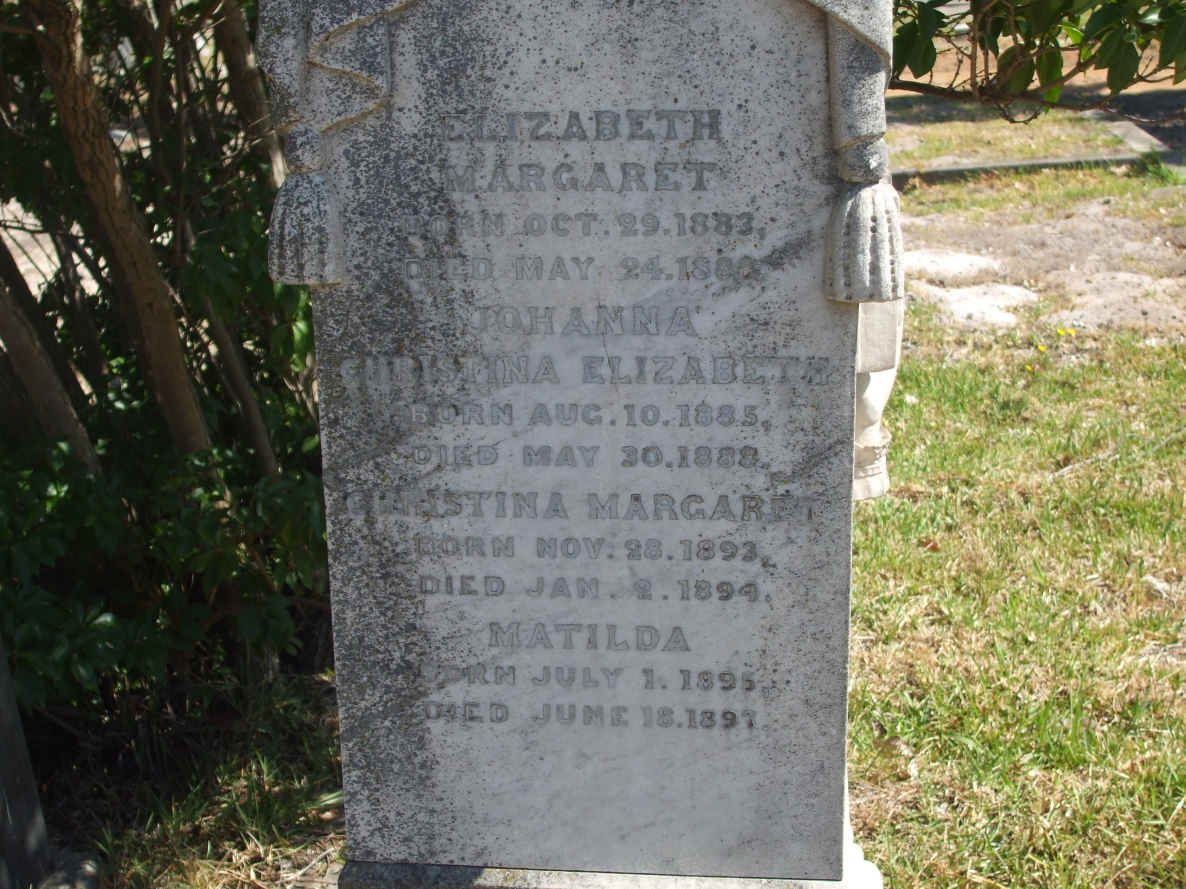 ELIZABETH
MARGARET
BORN OCT. 29. 1883,
DIED MAY 24.
JOHANNA
CHRISTINA ELIZABETH
BORN AUG. 10. 1885,
DIED MAY 30. 1888.
CHRISTINA MARGARET
BORN NOV. 28. 1893,
DIED JAN. 2. 1894.
MATILDA
BORN JULY 1. 1895,
DIED JUNE 18. 1897.